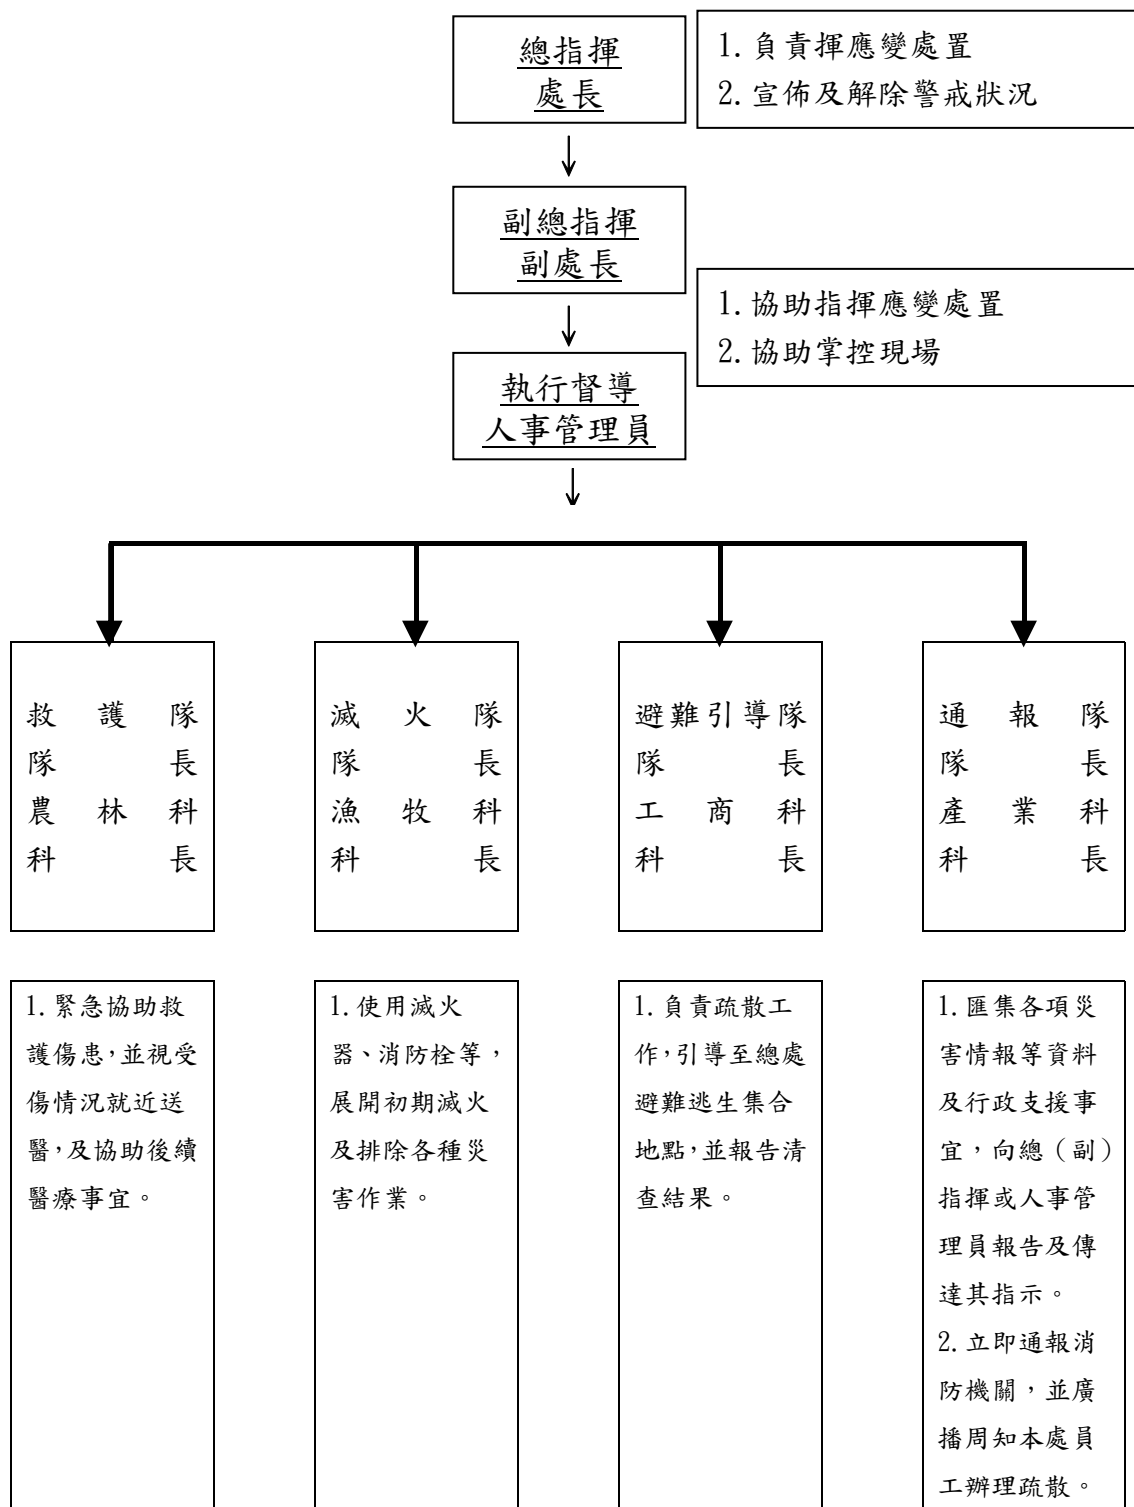 總指揮
處長
1. 負責揮應變處置
2. 宣佈及解除警戒狀況
副總指揮
副處長
1. 協助指揮應變處置
2. 協助掌控現場
執行督導
人事管理員
救護隊
隊長
農林科
科長
滅火隊
隊長
漁牧科
科長
避難引導隊
隊長
工商科
科長
通報隊
隊長
產業科
科長
1. 緊急協助救
護傷患,並視受
傷情況就近送
醫,及協助後續
醫療事宜。
1. 使用滅火
器、消防栓等,
展開初期滅火
及排除各種災
害作業。
1. 負責疏散工
作,引導至總處
避難逃生集合
地點,並報告清
查結果。
1. 匯集各項災
害情報等資料
及行政支援事
宜,向總(副)
指揮或人事管
理員報告及傳
達其指示。
2. 立即通報消
防機關,並廣
播周知本處員
工辦理疏散。